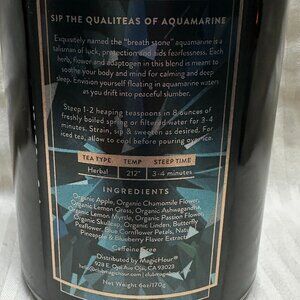 SIP THE QUALITEAS OF AQUAMARINE
Exquisitely named the "breath stone" aquamarine is a
talisman of luck, protection and aids fearlessness. Each
herb, flower and adaptogen in this blend is meant to
soothe your body and mind for calming and deep
sleep. Envision yourself floating in aquamarine waters
as you drift into peaceful slumber.
Steep 1-2 heaping teaspoons in 8 ounces of
freshly boiled spring or filtered water for 3-4
minutes. Strain, sip & sweeten as desired. For
iced tea, allow to cool before pouring over ice.
TEA TYPE TEMP STEEP TIME
Herbal 212° 3-4 minutes
INGREDIENTS
Organic Apple, Organic Chamomile Flower,
Organic Lemon Grass, Organic Ashwagandha,
Organic Lemon Myrtle, Organic Passion Flower,
Organic Skullcap, Organic Linden, Butterfly
Peaflower, Blue Cornflower Petals, Natural
Pineapple & Blueberry Flavor Extracts
Caffeine Free
Distributed by MagicHour®
928 E. Ojai Ave Ojai, CA 93023
Net Weight 6oz/170g